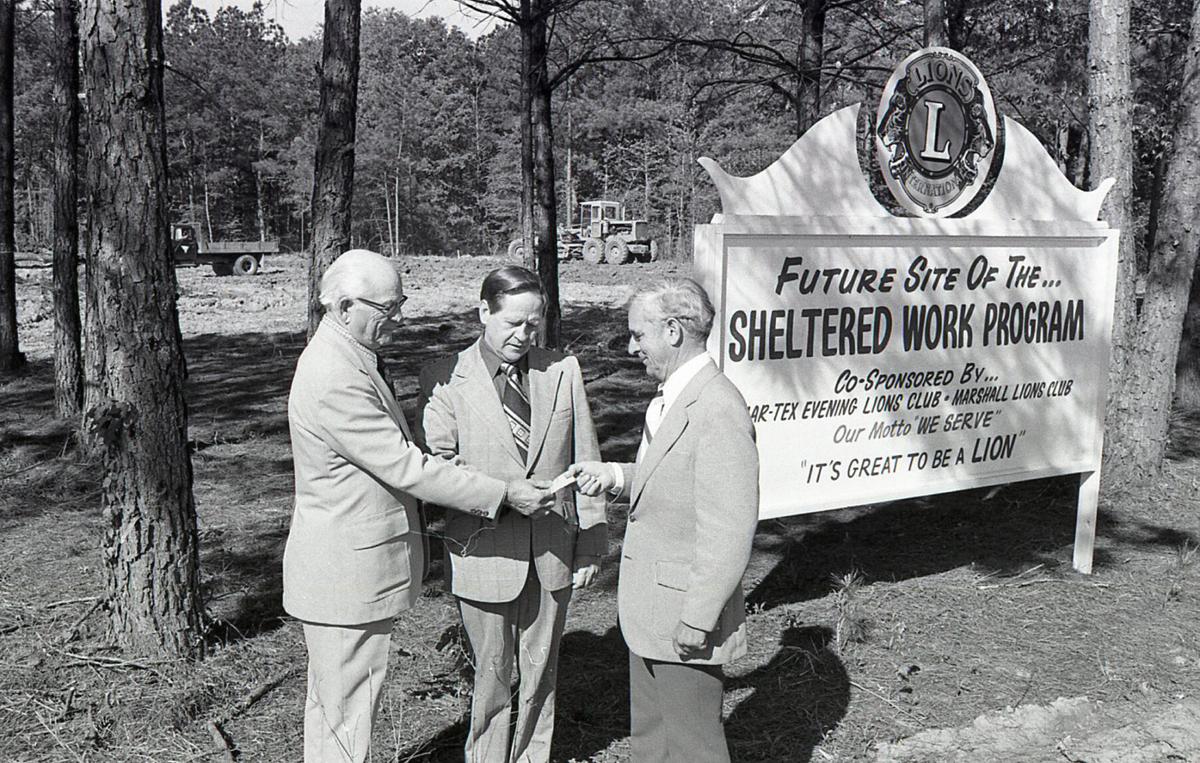 LIONS
L
INTERNATIONAL
FUTURE SITE OF THE...
SHELTERED WORK PROGRAM
CO-SPONSORED BY...
AR-TEX EVENING LIONS CLUB • MARSHALL LIONS CLUB
OUR MOTTO "WE SERVE"
"IT'S GREAT TO BE A LION"